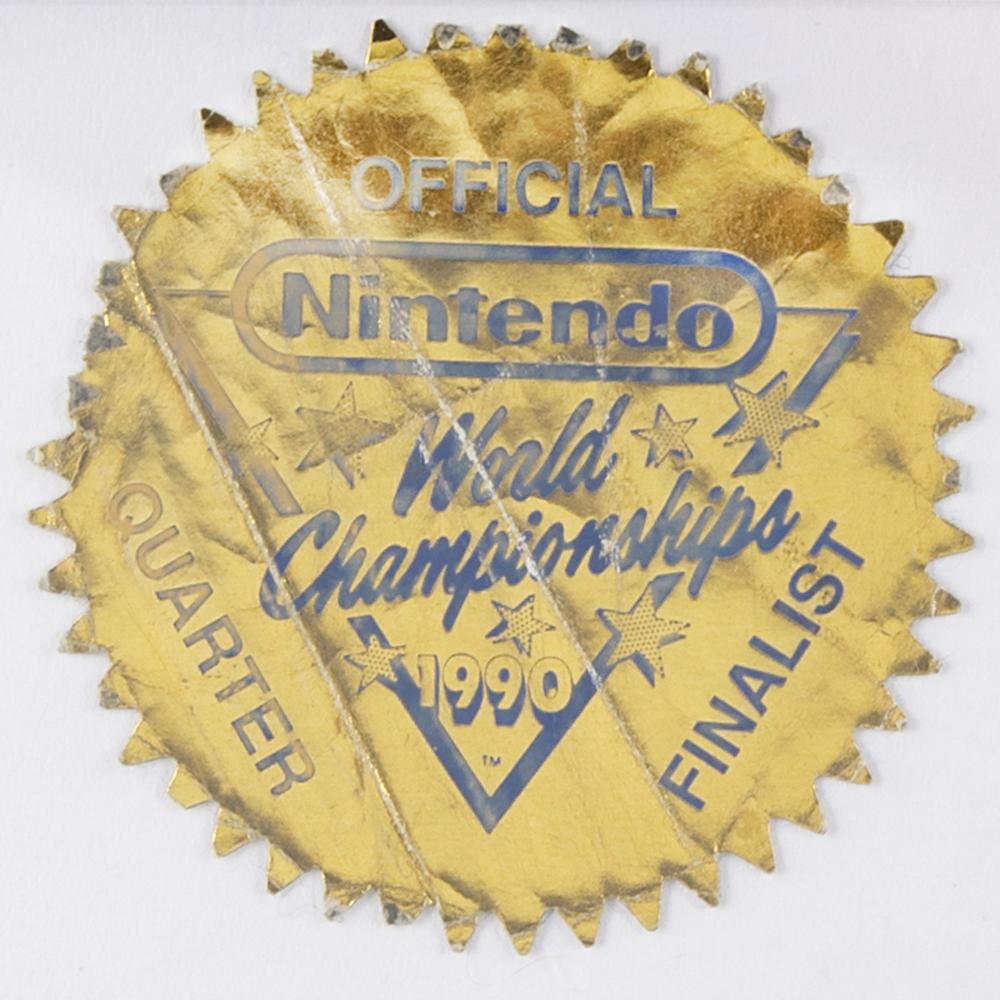 OFFICIAL
Nintendo
World
Championships
1990
TM
QUARTER
FINALIST